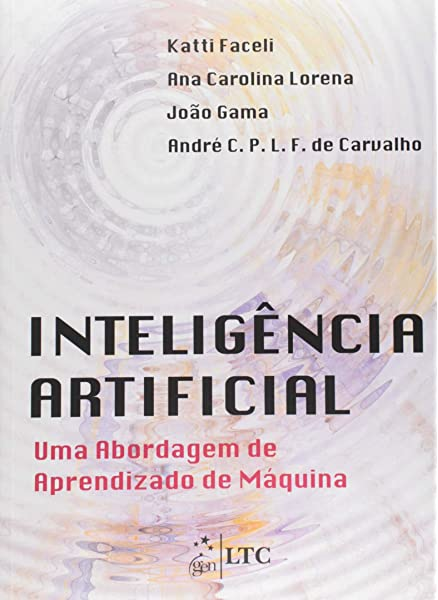 Katti Faceli
Ana Carolina Lorena
João Gama
André C. P. L. F. de Carvalho
INTELIGÊNCIA
ARTIFICIAL
Uma Abordagem de
Aprendizado de Máquina
gen
LTC